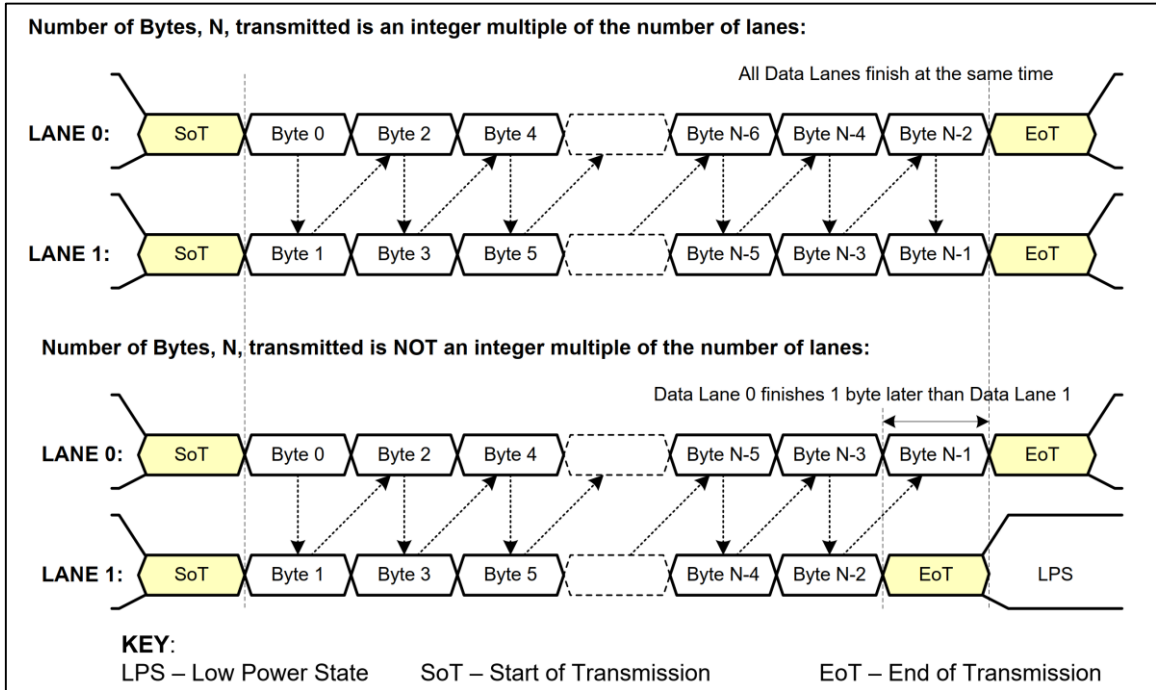 Number of Bytes, N, transmitted is an integer multiple of the number of lanes:
All Data Lanes finish at the same time
LANE 0: SoT Byte 0 Byte 2 Byte 4 Byte N-6 Byte N-4 Byte N-2 EoT
LANE 1: SoT Byte 1 Byte 3 Byte 5 Byte N-5 Byte N-3 Byte N-1 EoT
Number of Bytes, N, transmitted is NOT an integer multiple of the number of lanes:
Data Lane 0 finishes 1 byte later than Data Lane 1
LANE 0: SoT Byte 0 Byte 2 Byte 4 Byte N-5 Byte N-3 Byte N-1 EoT
LANE 1: SoT Byte 1 Byte 3 Byte 5 Byte N-4 Byte N-2 EoT LPS
KEY:
LPS – Low Power State SoT – Start of Transmission EoT – End of Transmission